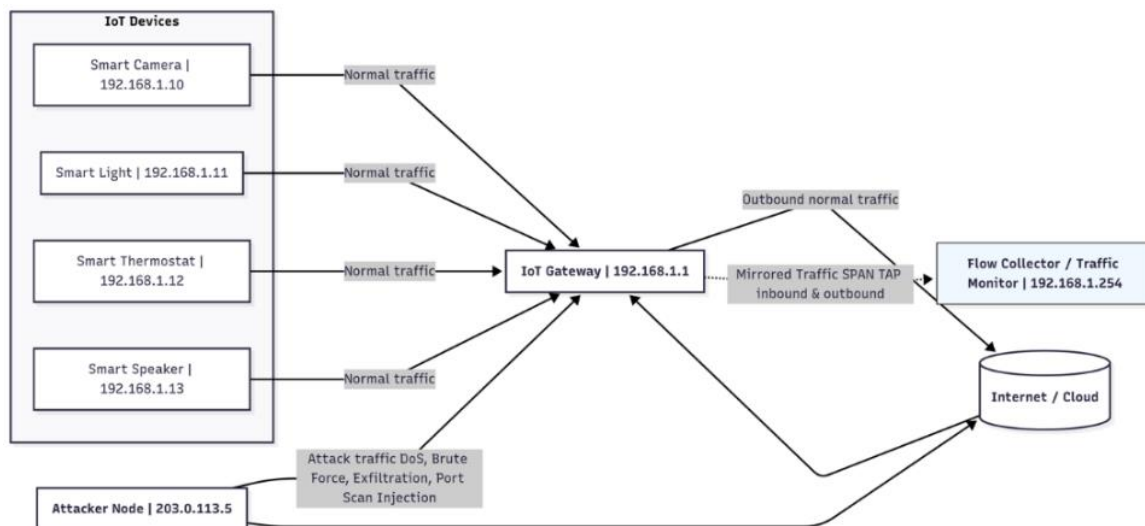 IoT Devices
Smart Camera |
192.168.1.10
Normal traffic
Smart Light | 192.168.1.11
Normal traffic
Outbound normal traffic
Smart Thermostat |
192.168.1.12
Normal traffic
IoT Gateway | 192.168.1.1
Mirrored Traffic SPAN TAP
inbound & outbound
Flow Collector / Traffic
Monitor | 192.168.1.254
Smart Speaker |
192.168.1.13
Normal traffic
Internet / Cloud
Attack traffic DoS, Brute
Force, Exfiltration, Port
Scan Injection
Attacker Node | 203.0.113.5